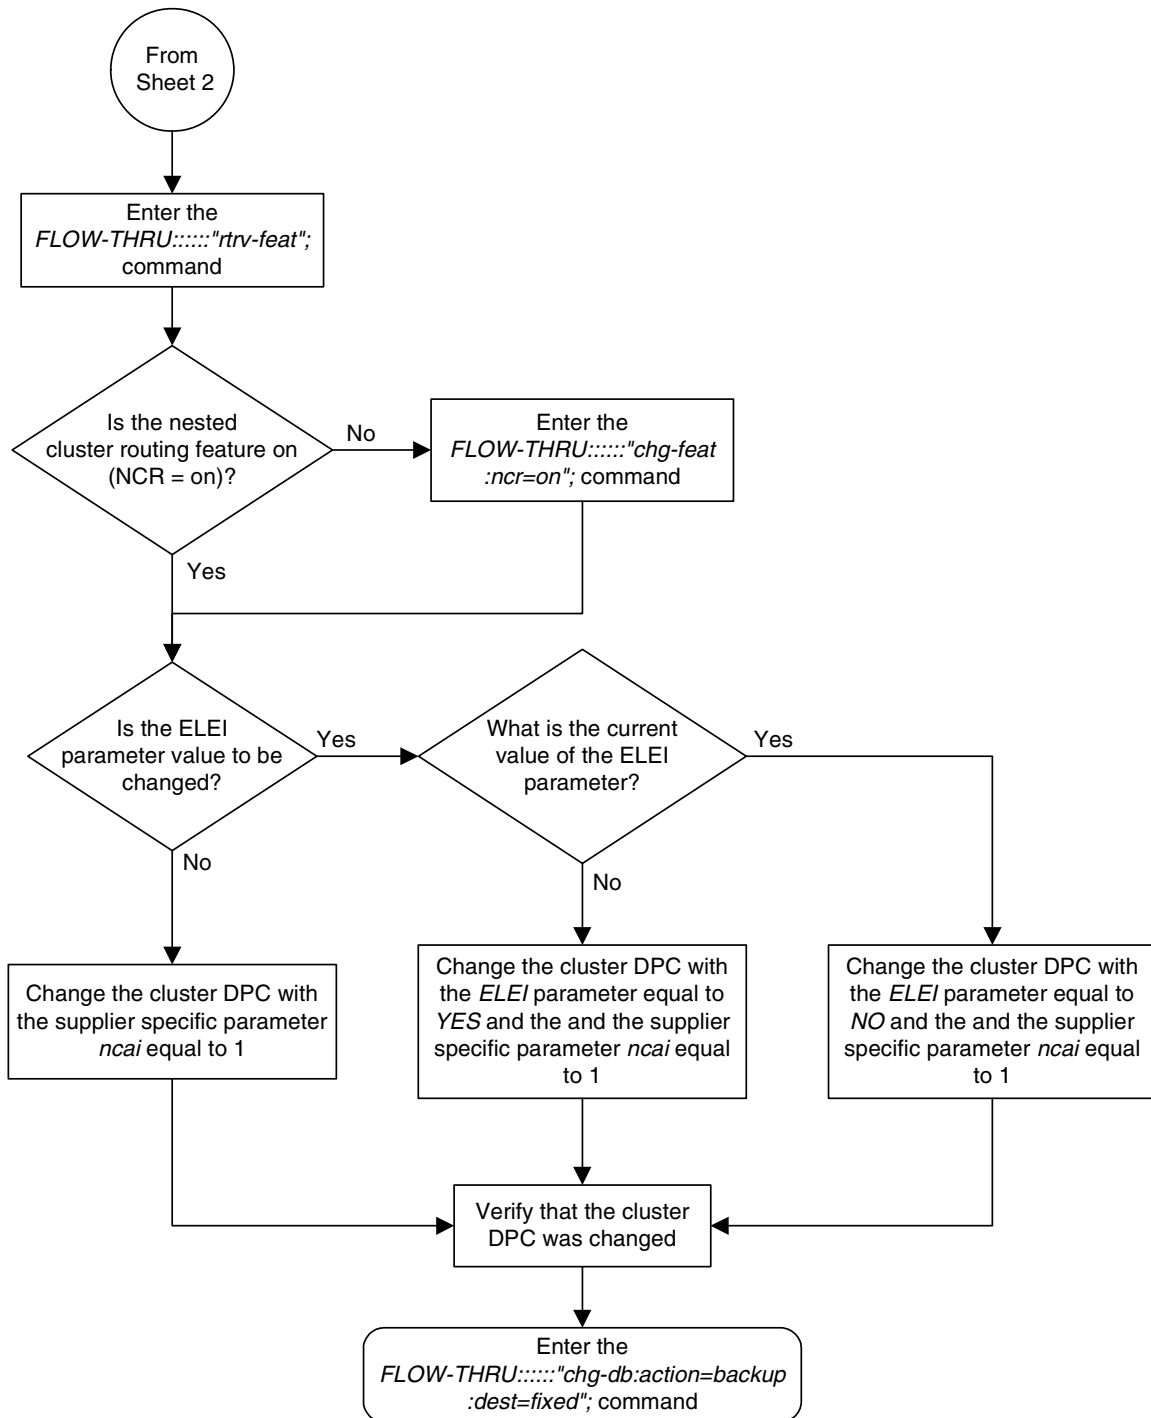 From
Sheet 2
Enter the
FLOW-THRU::::::"rtrv-feat";
command
Is the nested
cluster routing feature on
(NCR = on)?
No
Enter the
FLOW-THRU::::::"chg-feat
:ncr=on"; command
Yes
Is the ELEI
parameter value to be
changed?
Yes
What is the current
value of the ELEI
parameter?
Yes
No
No
Change the cluster DPC with
the supplier specific parameter
ncai equal to 1
Change the cluster DPC with
the ELEI parameter equal to
YES and the and the supplier
specific parameter ncai equal
to 1
Change the cluster DPC with
the ELEI parameter equal to
NO and the and the supplier
specific parameter ncai equal
to 1
Verify that the cluster
DPC was changed
Enter the
FLOW-THRU::::::"chg-db:action=backup
:dest=fixed"; command